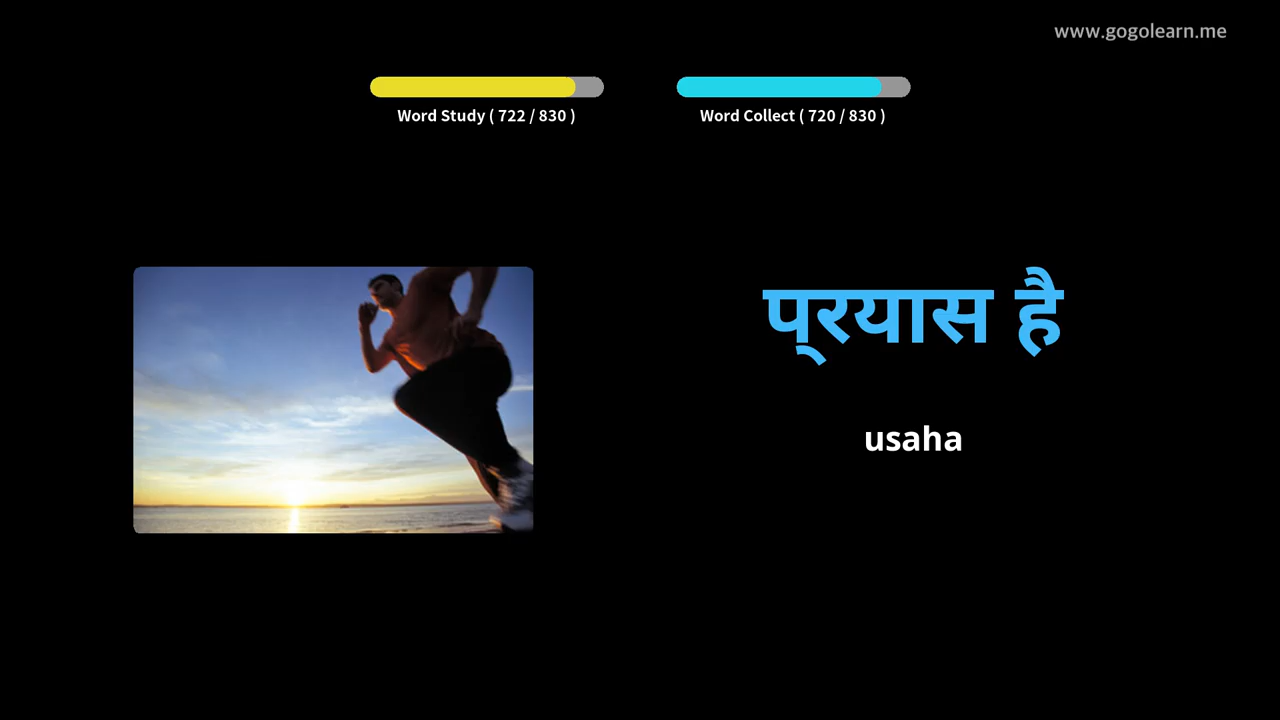 www.gogolearn.me
Word Study ( 722 / 830 )
Word Collect ( 720 / 830 )
प्रयास है
usaha